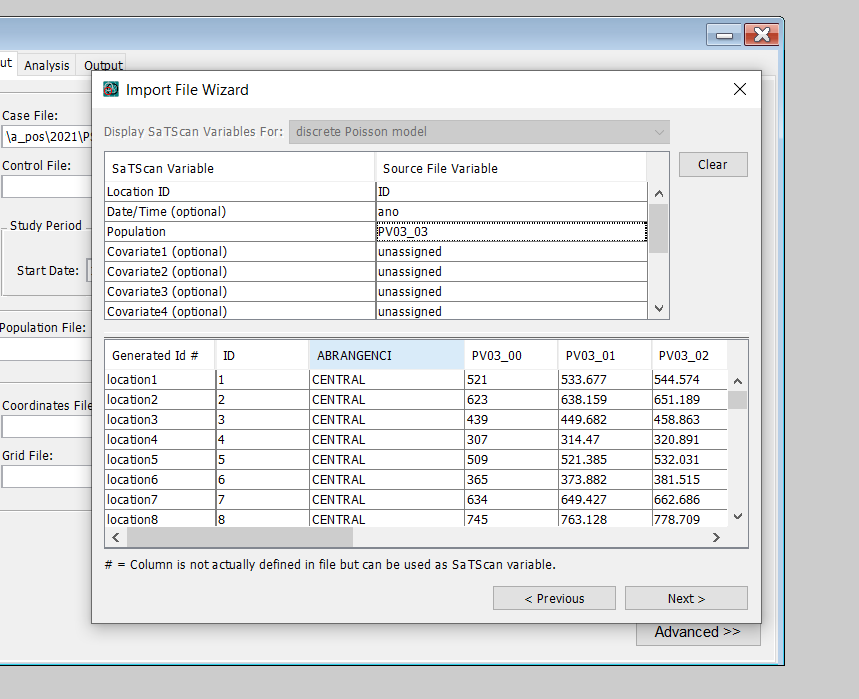 ut Analysis Output
Case File:
\a_pos\2021\P
Control File:
Study Period
Start Date:
Population File:
Coordinates File
Grid File:
Import File Wizard
Display SaTScan Variables For: discrete Poisson model
Clear
SaTScan Variable Source File Variable
Location ID ID
Date/Time (optional) ano
Population PV03_03
Covariate1 (optional) unassigned
Covariate2 (optional) unassigned
Covariate3 (optional) unassigned
Covariate4 (optional) unassigned
Generated Id # ID ABRANGENCI PV03_00 PV03_01 PV03_02
location1 1 CENTRAL 521 533.677 544.574
location2 2 CENTRAL 623 638.159 651.189
location3 3 CENTRAL 439 449.682 458.863
location4 4 CENTRAL 307 314.47 320.891
location5 5 CENTRAL 509 521.385 532.031
location6 6 CENTRAL 365 373.882 381.515
location7 7 CENTRAL 634 649.427 662.686
location8 8 CENTRAL 745 763.128 778.709
# = Column is not actually defined in file but can be used as SaTScan variable.
< Previous Next >
Advanced >>